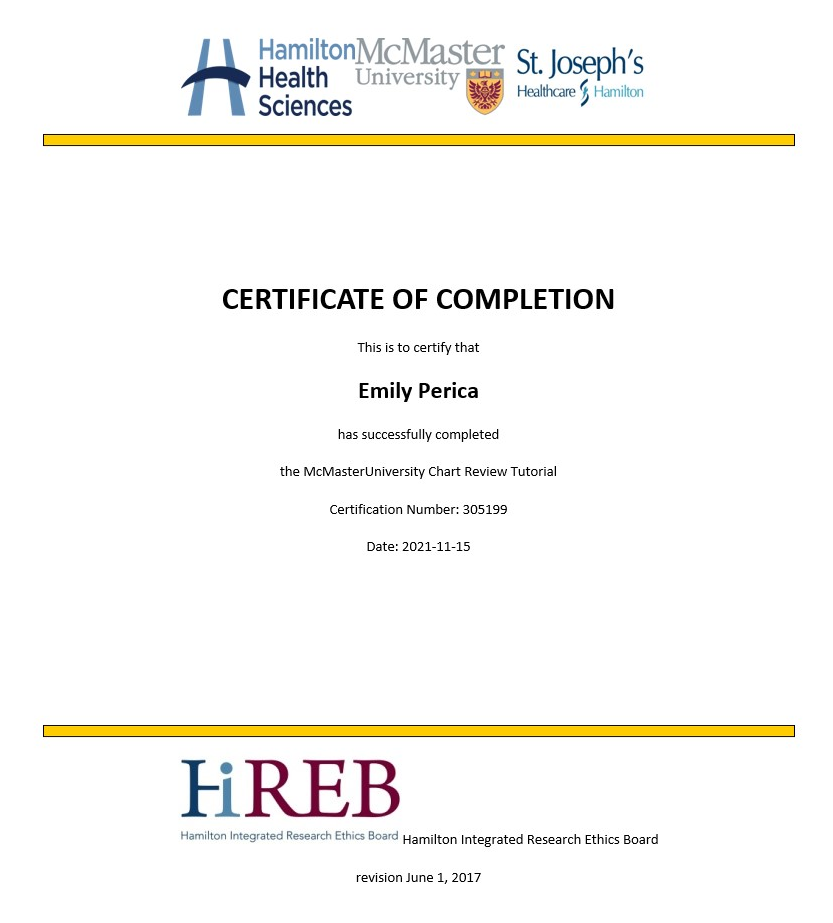 Hamilton
Health
Sciences
McMaster
University
St. Joseph's
Healthcare Hamilton
CERTIFICATE OF COMPLETION
This is to certify that
Emily Perica
has successfully completed
the McMasterUniversity Chart Review Tutorial
Certification Number: 305199
Date: 2021-11-15
HiREB
Hamilton Integrated Research Ethics Board Hamilton Integrated Research Ethics Board
revision June 1, 2017